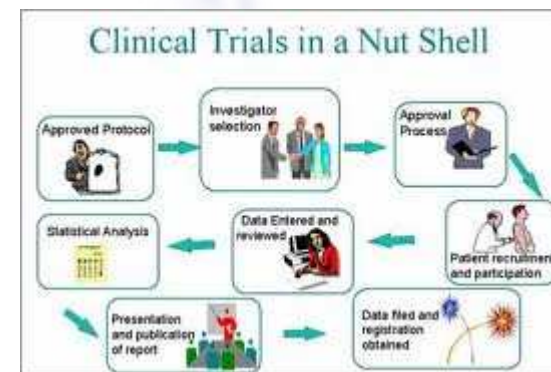 Clinical Trials in a Nut Shell
Approved Protocol
Investigator
selection
Approval
Process
Patient recruitment
and participation
Data Entered and
reviewed
Statistical Analysis
Presentation
and publication
of report
Data filed and
registration
obtained